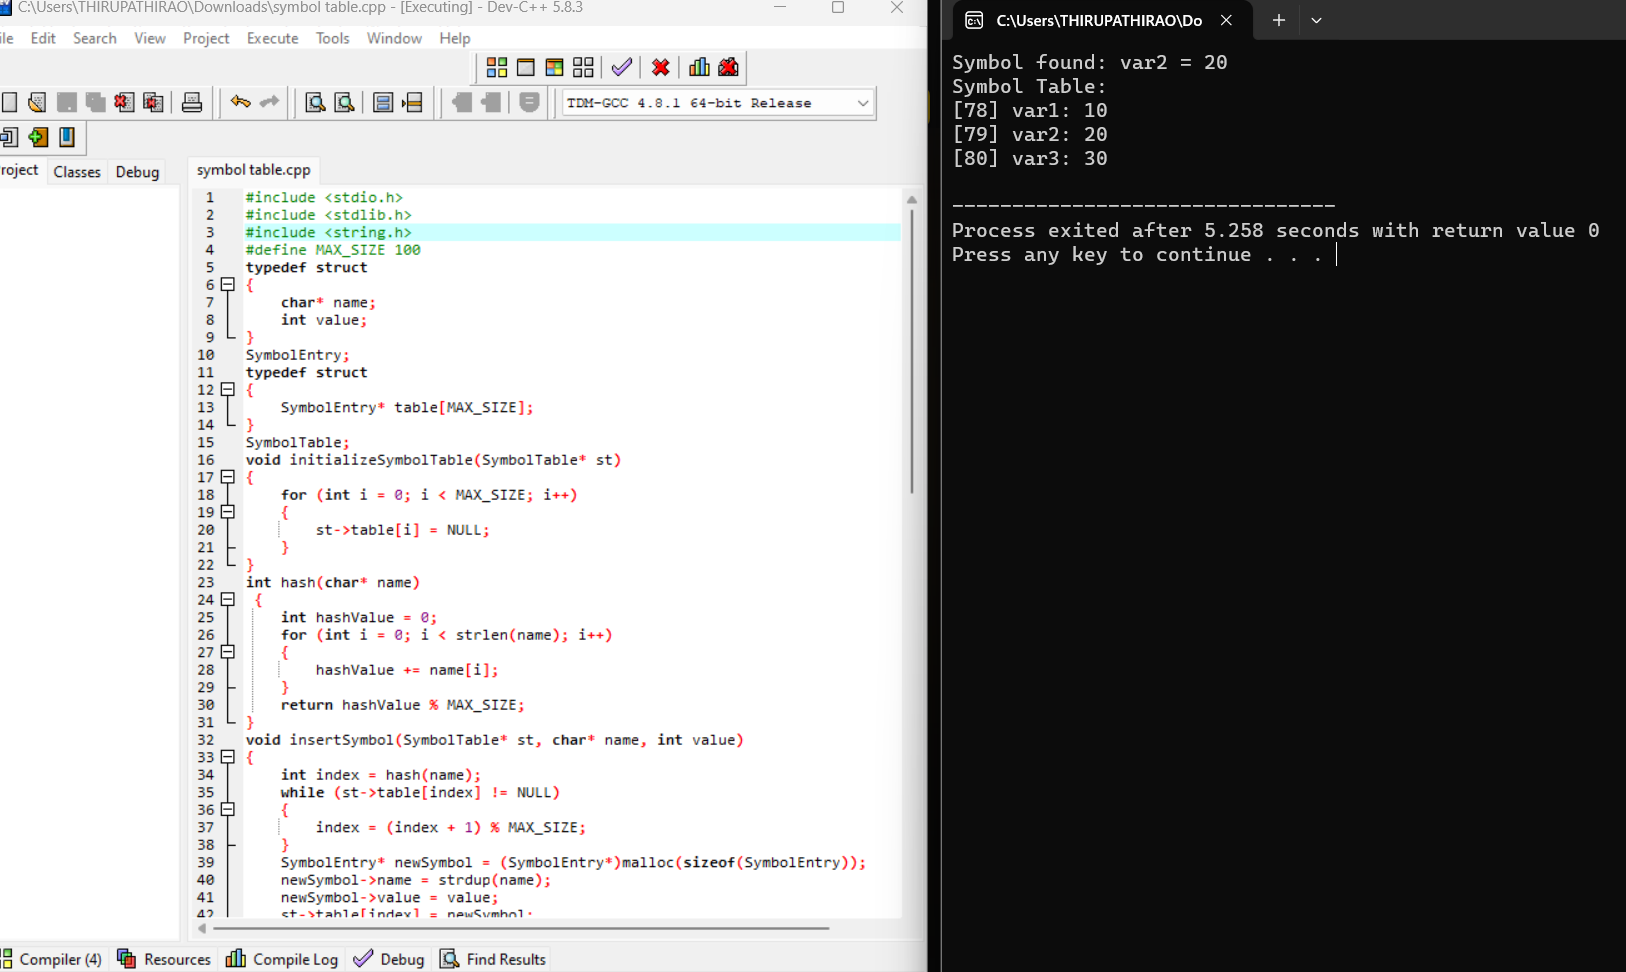 C:\Users\THIRUPATHIRAO\Downloads\symbol table.cpp - [Executing] - Dev-C++ 5.8.3
ile Edit Search View Project Execute Tools Window Help
TDM-GCC 4.8.1 64-bit Release
roject Classes Debug
symbol table.cpp
1 #include <stdio.h>
2 #include <stdlib.h>
3 #include <string.h>
4 #define MAX_SIZE 100
5 typedef struct
6 {
7 char* name;
8 int value;
9 }
10 SymbolEntry;
11 typedef struct
12 {
13 SymbolEntry* table[MAX_SIZE];
14 }
15 SymbolTable;
16 void initializeSymbolTable(SymbolTable* st)
17 {
18 for (int i = 0; i < MAX_SIZE; i++)
19 {
20 st->table[i] = NULL;
21 }
22 }
23 int hash(char* name)
24 {
25 int hashValue = 0;
26 for (int i = 0; i < strlen(name); i++)
27 {
28 hashValue += name[i];
29 }
30 return hashValue % MAX_SIZE;
31 }
32 void insertSymbol(SymbolTable* st, char* name, int value)
33 {
34 int index = hash(name);
35 while (st->table[index] != NULL)
36 {
37 index = (index + 1) % MAX_SIZE;
38 }
39 SymbolEntry* newSymbol = (SymbolEntry*)malloc(sizeof(SymbolEntry));
40 newSymbol->name = strdup(name);
41 newSymbol->value = value;
42 st->table[index] = newSymbol;
Compiler (4) Resources Compile Log Debug Find Results
C:\Users\THIRUPATHIRAO\Do
Symbol found: var2 = 20
Symbol Table:
[78] var1: 10
[79] var2: 20
[80] var3: 30
--------------------------------
Process exited after 5.258 seconds with return value 0
Press any key to continue . . .